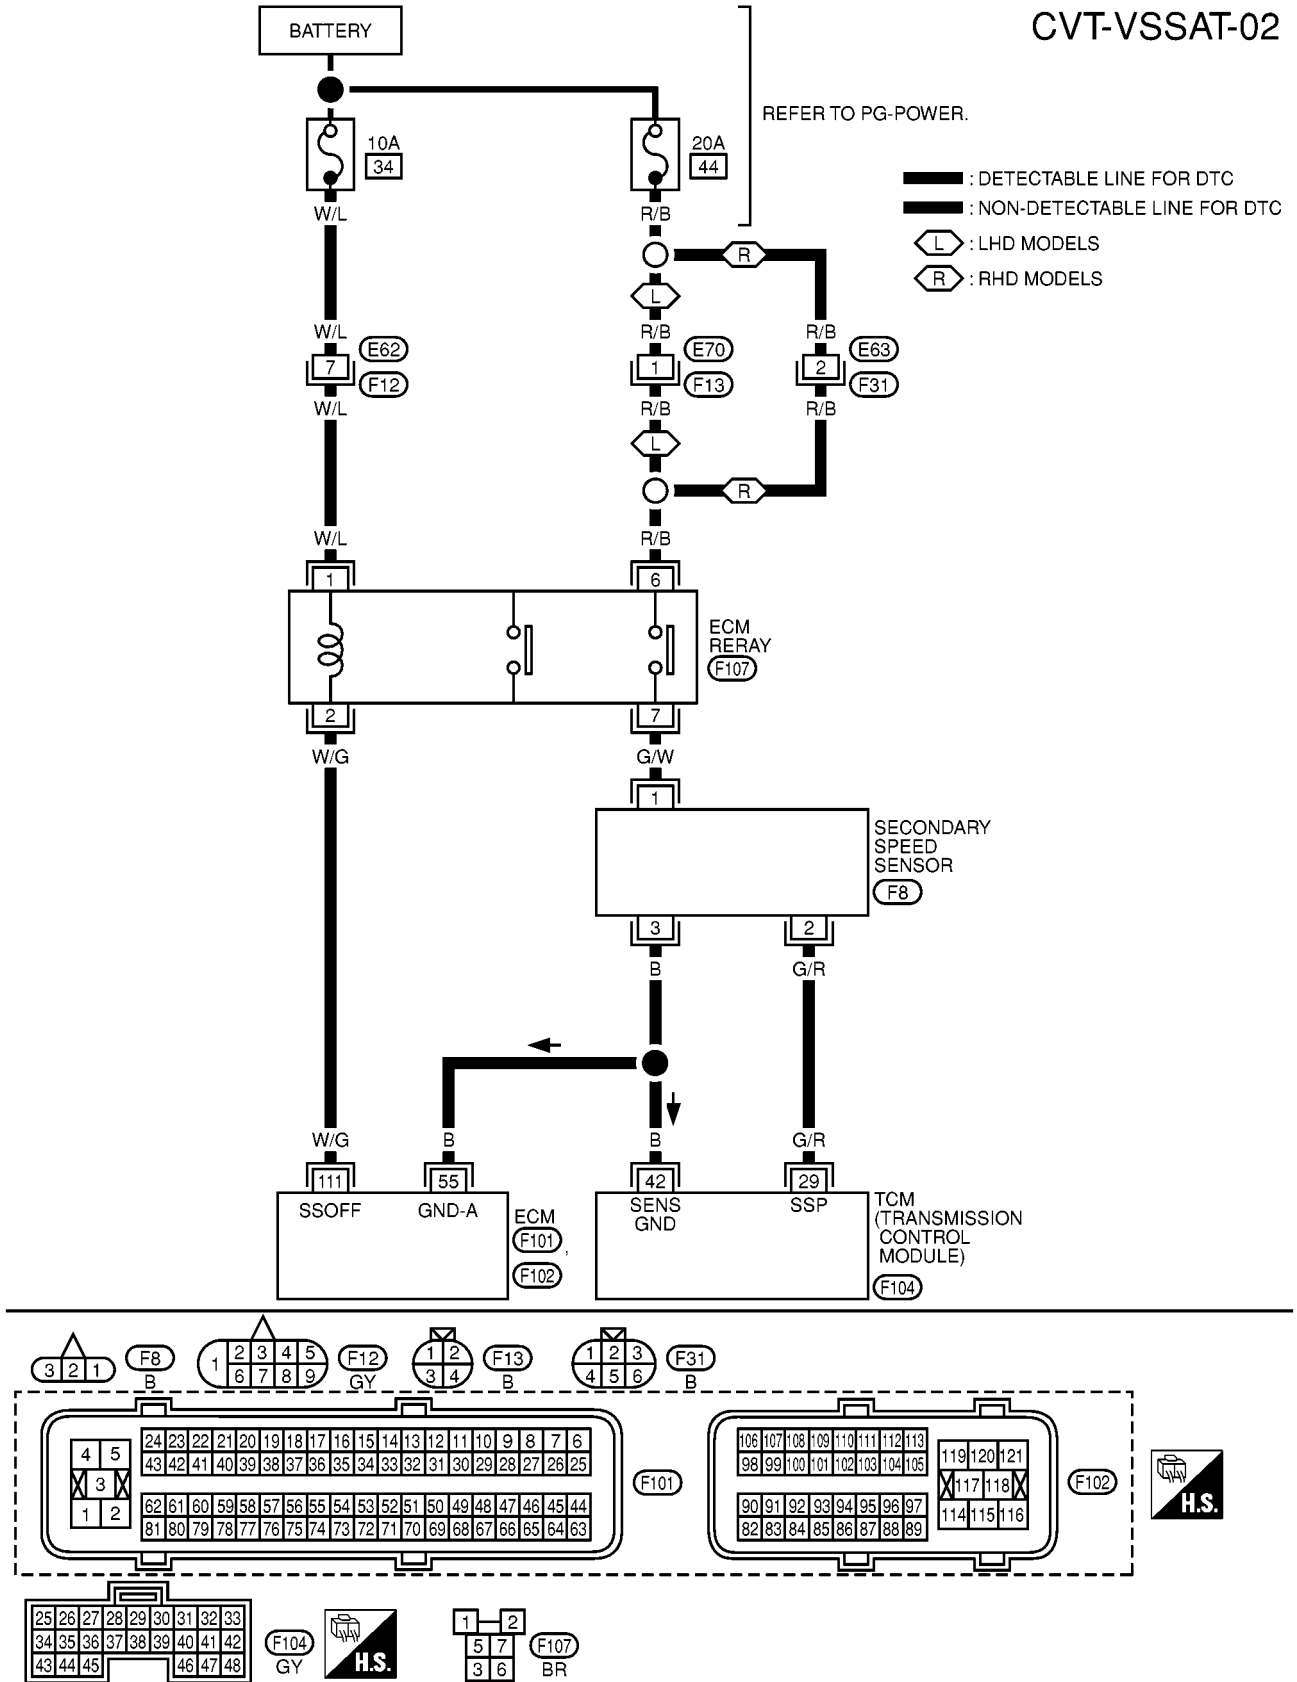 CVT-VSSAT-02
BATTERY
REFER TO PG-POWER.
10A
34
20A
44
: DETECTABLE LINE FOR DTC
: NON-DETECTABLE LINE FOR DTC
L : LHD MODELS
R : RHD MODELS
W/L
R/B
R
L
W/L
R/B
R/B
7
E62
F12
1
E70
F13
2
E63
F31
W/L
R/B
R/B
L
R
W/L
R/B
1
6
ECM
RERAY
F107
2
7
W/G
G/W
1
SECONDARY
SPEED
SENSOR
F8
3
2
B
G/R
W/G
B
B
G/R
111
55
42
29
SSOFF
GND-A
SENS
GND
SSP
ECM
F101 ,
F102
TCM
(TRANSMISSION
CONTROL
MODULE)
F104
3 2 1
F8
B
1
2 3 4 5
6 7 8 9
F12
GY
1 2
3 4
F13
B
1 2 3
4 5 6
F31
B
4 5
3
1 2
24 23 22 21 20 19 18 17 16 15 14 13 12 11 10 9 8 7 6
43 42 41 40 39 38 37 36 35 34 33 32 31 30 29 28 27 26 25
62 61 60 59 58 57 56 55 54 53 52 51 50 49 48 47 46 45 44
81 80 79 78 77 76 75 74 73 72 71 70 69 68 67 66 65 64 63
F101
106 107 108 109 110 111 112 113
98 99 100 101 102 103 104 105
90 91 92 93 94 95 96 97
82 83 84 85 86 87 88 89
119 120 121
117 118
114 115 116
F102
H.S.
25 26 27 28 29 30 31 32 33
34 35 36 37 38 39 40 41 42
43 44 45 46 47 48
F104
GY
H.S.
1 2
5 7
3 6
F107
BR